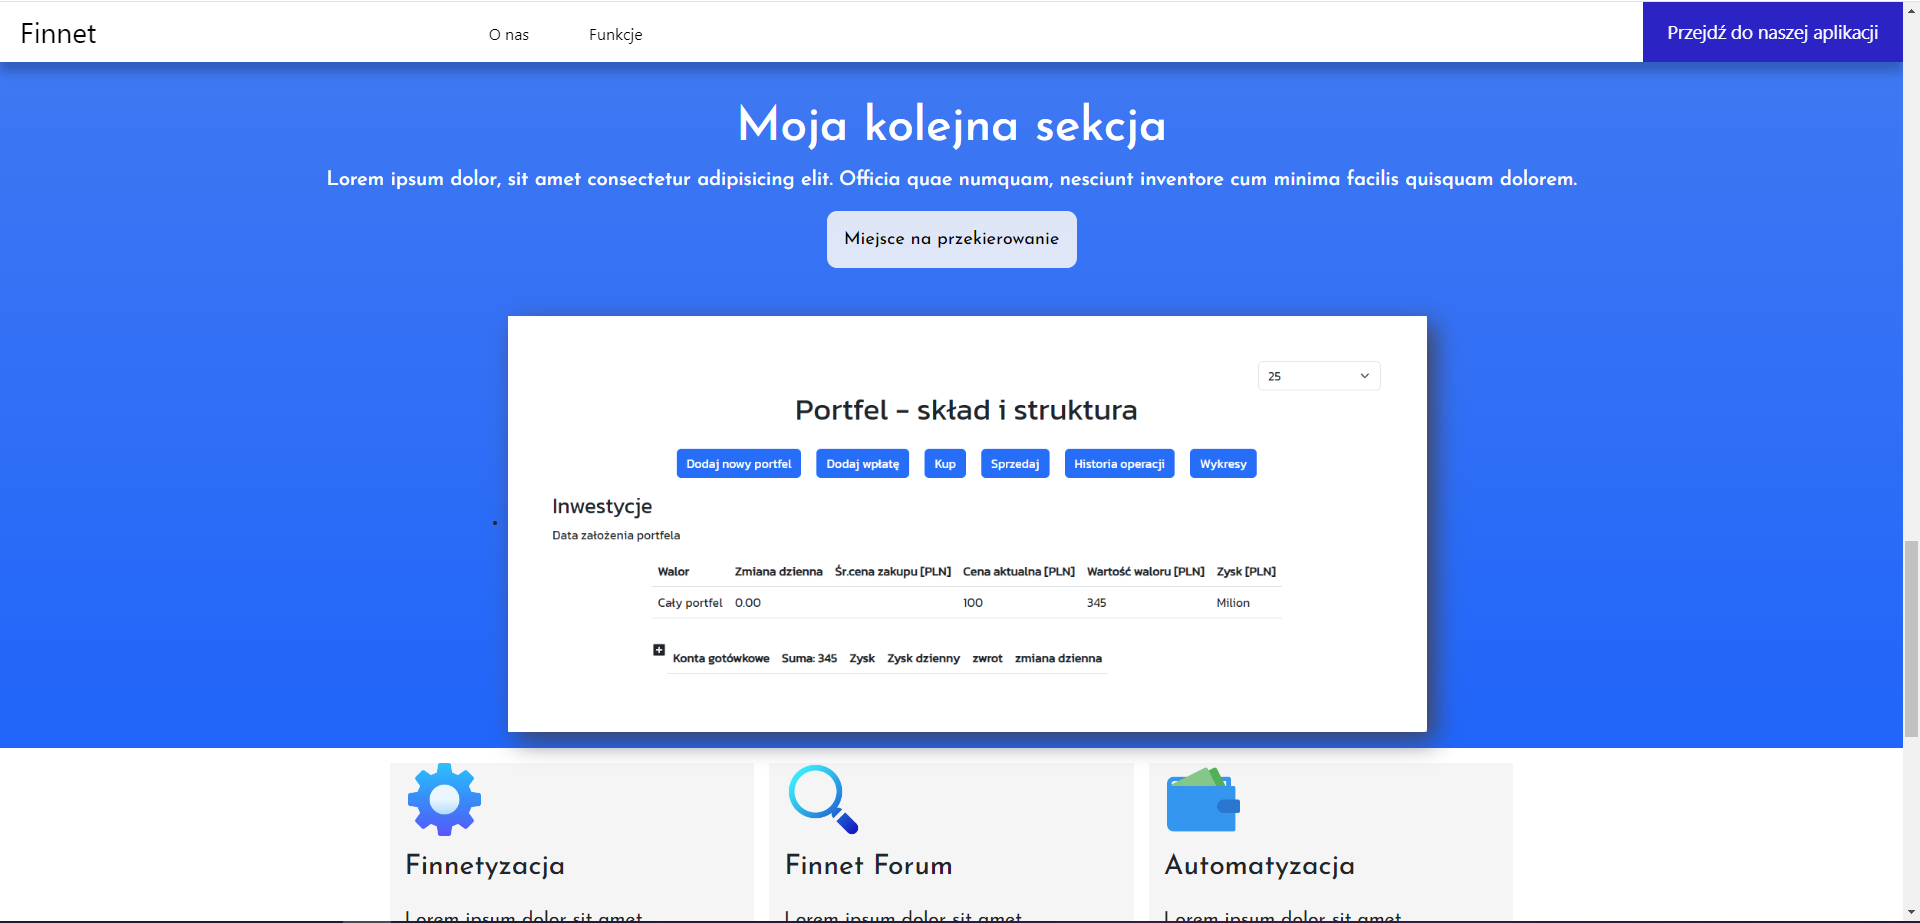 Finnet
O nas
Funkcje
Przejdź do naszej aplikacji
Moja kolejna sekcja
Lorem ipsum dolor, sit amet consectetur adipisicing elit. Officia quae numquam, nesciunt inventore cum minima facilis quisquam dolorem.
Miejsce na przekierowanie
25
Portfel - skład i struktura
Dodaj nowy portfel Dodaj wpłatę Kup Sprzedaj Historia operacji Wykresy
Inwestycje
Data założenia portfela
Walor Zmiana dzienna Śr.cena zakupu [PLN] Cena aktualna [PLN] Wartość waloru [PLN] Zysk [PLN]
Cały portfel 0.00 100 345 Milion
Konta gotówkowe Suma: 345 Zysk Zysk dzienny zwrot zmiana dzienna
Finnetyzacja
Finnet Forum
Automatyzacja
Lorem ipsum dolor sit amet
Lorem ipsum dolor sit amet
Lorem ipsum dolor sit amet